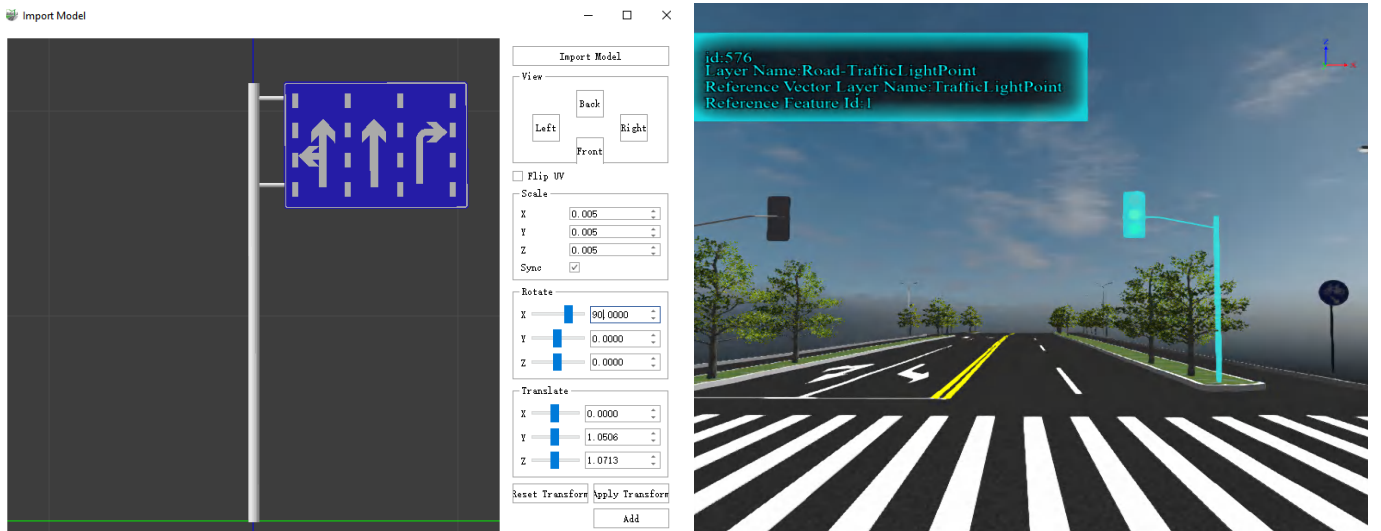 Import Model
Import Model
View
Back
Left
Right
Front
Flip UV
Scale
X
0.005
Y
0.005
Z
0.005
Sync
Rotate
X
90.0000
Y
0.0000
Z
0.0000
Translate
X
0.0000
Y
1.0506
Z
1.0713
Reset Transform
Apply Transform
Add
id:576
Layer Name:Road-TrafficLightPoint
Reference Vector Layer Name:TrafficLightPoint
Reference Feature Id:1
Z
X